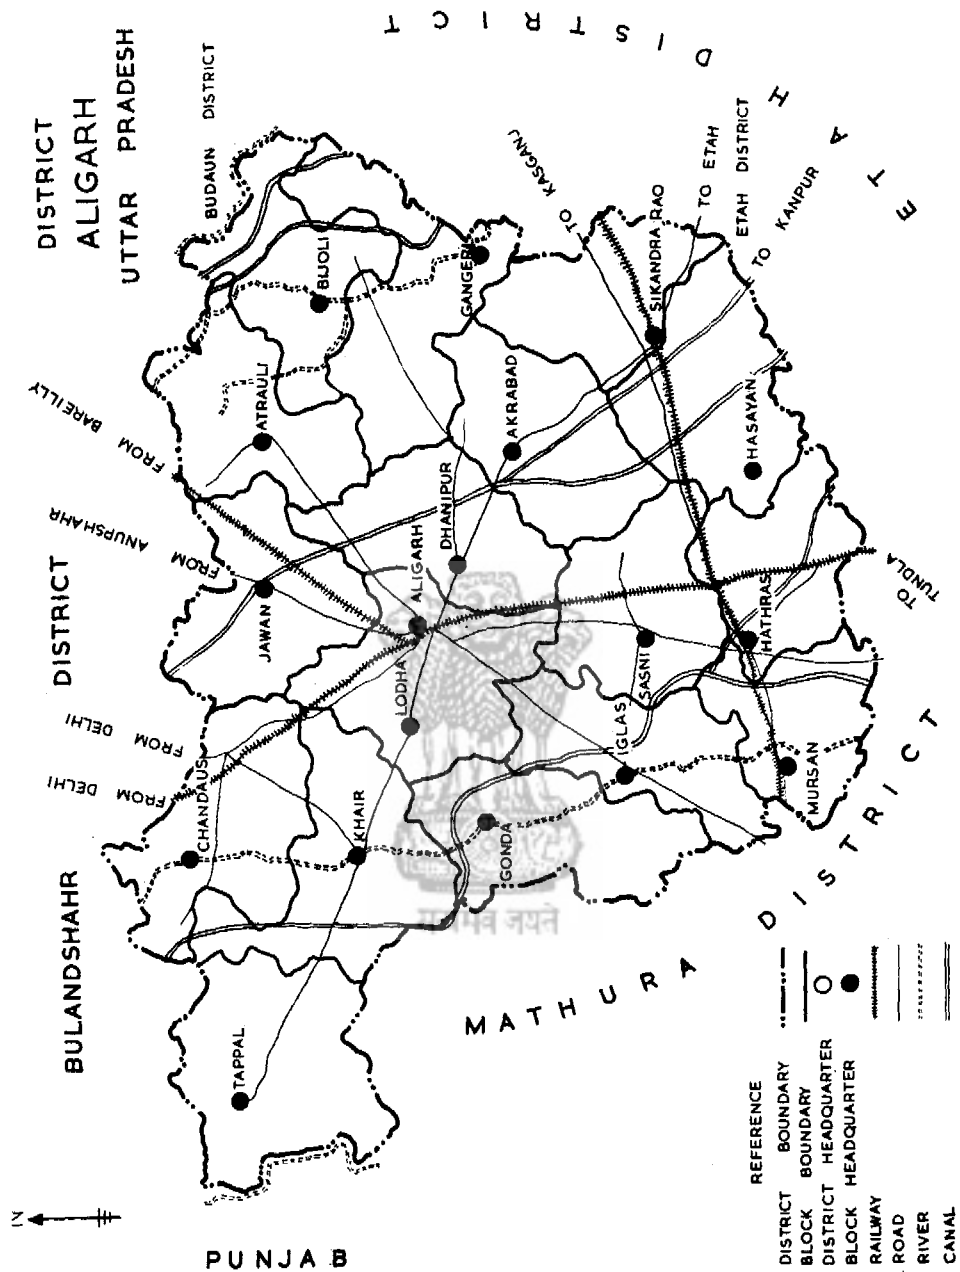 DISTRICT
ALIGARH
UTTAR PRADESH
BUDAUN DISTRICT
BULANDSHAHR DISTRICT
PUNJAB
MATHURA DISTRICT
ETAH DISTRICT
ETAH DISTRICT
N
FROM DELHI
FROM DELHI
FROM ANUPSHAHR
FROM BAREILLY
TO KASGANJ
TO ETAH
TO KANPUR
TO TUNDLA
TAPPAL
CHANDAUS
KHAIR
JAWAN
LODHA
ALIGARH
DHANIPUR
ATRAULI
BIJOLI
GANGERI
AKRABAD
SIKANDRA RAO
HASAYAN
HATHRAS
SASNI
IGLAS
GONDA
MURSAN
REFERENCE
DISTRICT BOUNDARY
BLOCK BOUNDARY
DISTRICT HEADQUARTER
BLOCK HEADQUARTER
RAILWAY
ROAD
RIVER
CANAL